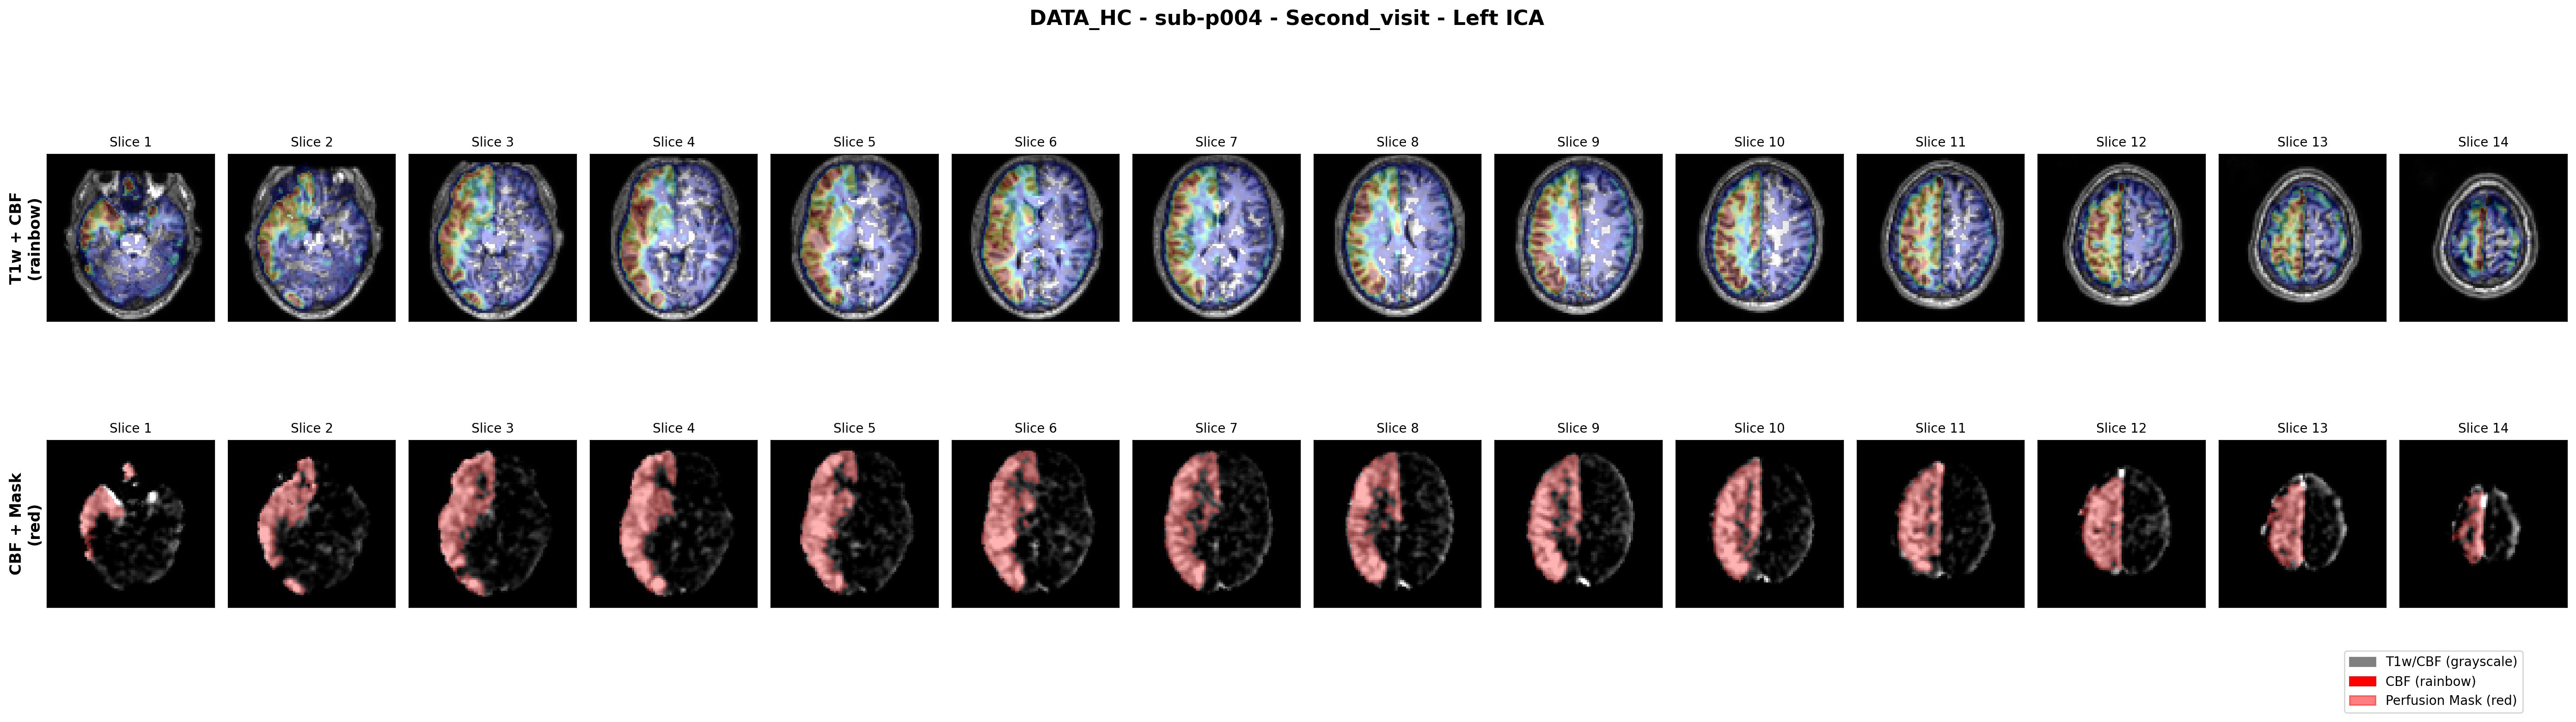 DATA_HC - sub-p004 - Second_visit - Left ICA
T1w + CBF
(rainbow)
Slice 1
Slice 2
Slice 3
Slice 4
Slice 5
Slice 6
Slice 7
Slice 8
Slice 9
Slice 10
Slice 11
Slice 12
Slice 13
Slice 14
CBF + Mask
(red)
Slice 1
Slice 2
Slice 3
Slice 4
Slice 5
Slice 6
Slice 7
Slice 8
Slice 9
Slice 10
Slice 11
Slice 12
Slice 13
Slice 14
T1w/CBF (grayscale)
CBF (rainbow)
Perfusion Mask (red)